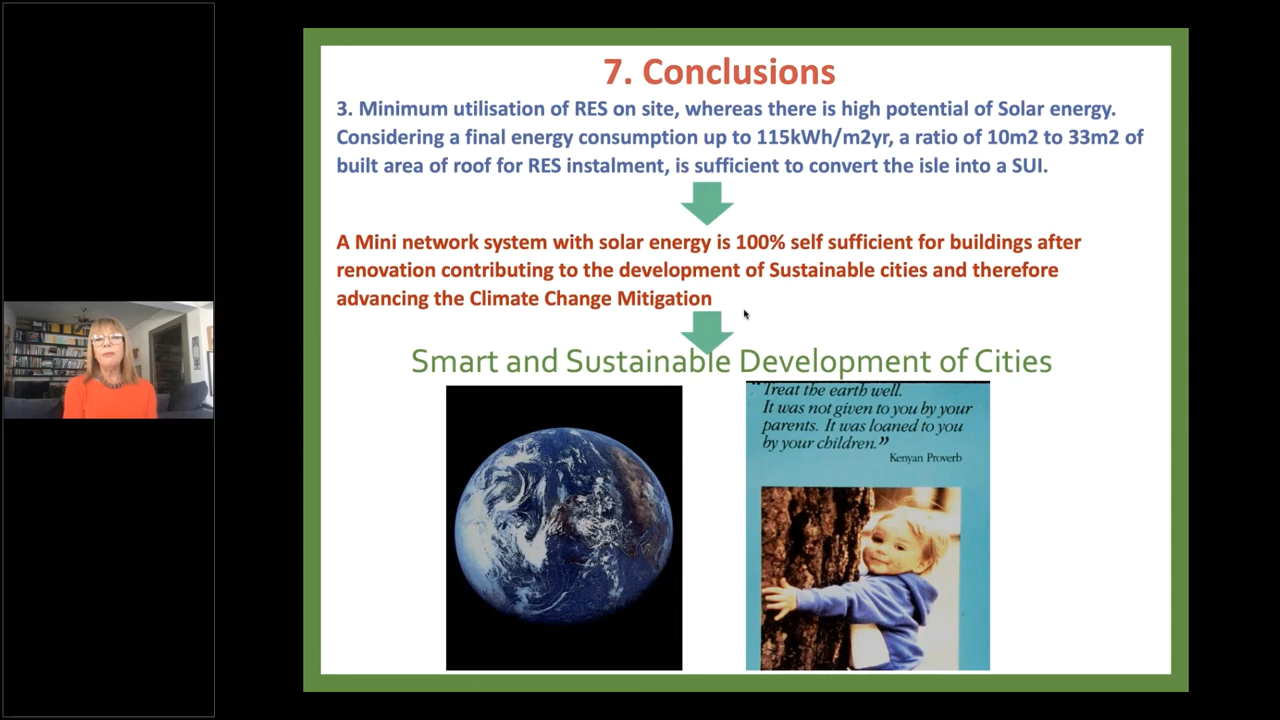 7. Conclusions
3. Minimum utilisation of RES on site, whereas there is high potential of Solar energy.
Considering a final energy consumption up to 115kWh/m2yr, a ratio of 10m2 to 33m2 of
built area of roof for RES instalment, is sufficient to convert the isle into a SUI.
A Mini network system with solar energy is 100% self sufficient for buildings after
renovation contributing to the development of Sustainable cities and therefore
advancing the Climate Change Mitigation
Smart and Sustainable Development of Cities
"Treat the earth well.
It was not given to you by your
parents. It was loaned to you
by your children."
Kenyan Proverb